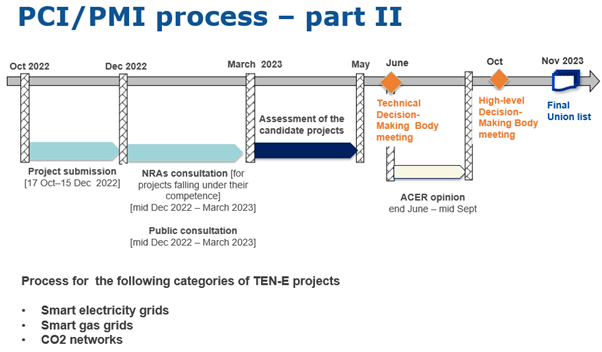 PCI/PMI process – part II
Oct 2022
Dec 2022
March 2023
May
June
Oct
Nov 2023
Technical
Decision-
Making Body
meeting
High-level
Decision-
Making Body
meeting
Final
Union list
Assessment of the
candidate projects
Project submission
[17 Oct–15 Dec 2022]
NRAs consultation [for
projects falling under their
competence]
[mid Dec 2022 – March 2023]
Public consultation
[mid Dec 2022 – March 2023]
ACER opinion
end June – mid Sept
Process for the following categories of TEN-E projects
• Smart electricity grids
• Smart gas grids
• CO2 networks